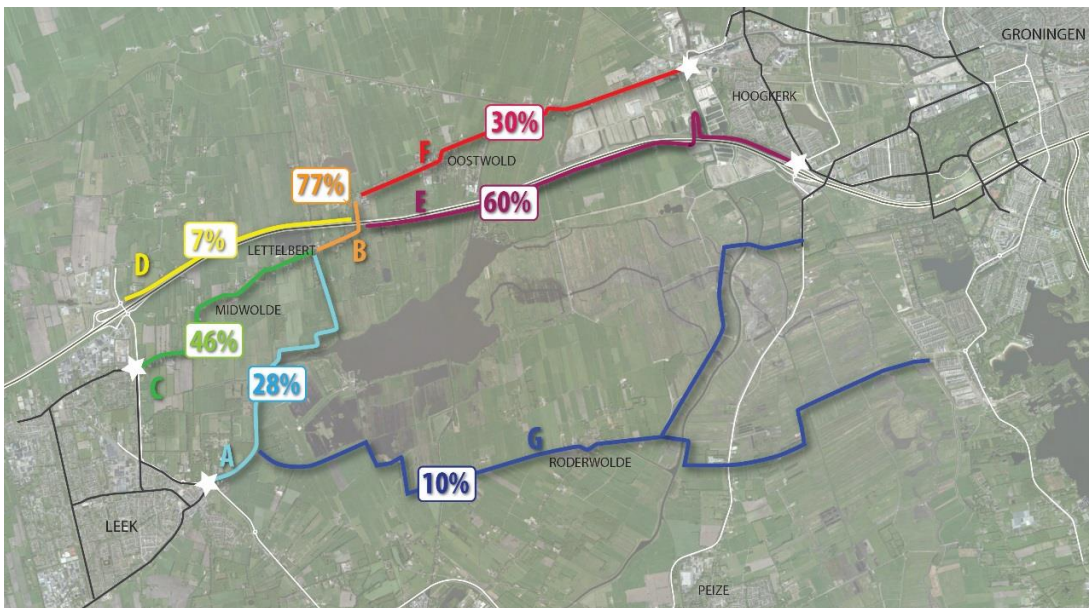 GRONINGEN
HOOGKERK
30%
F
OOSTWOLD
77%
E
60%
7%
LETTELBERT
B
D
MIDWOLDE
46%
C
28%
A
G
RODERWOLDE
10%
LEEK
PEIZE